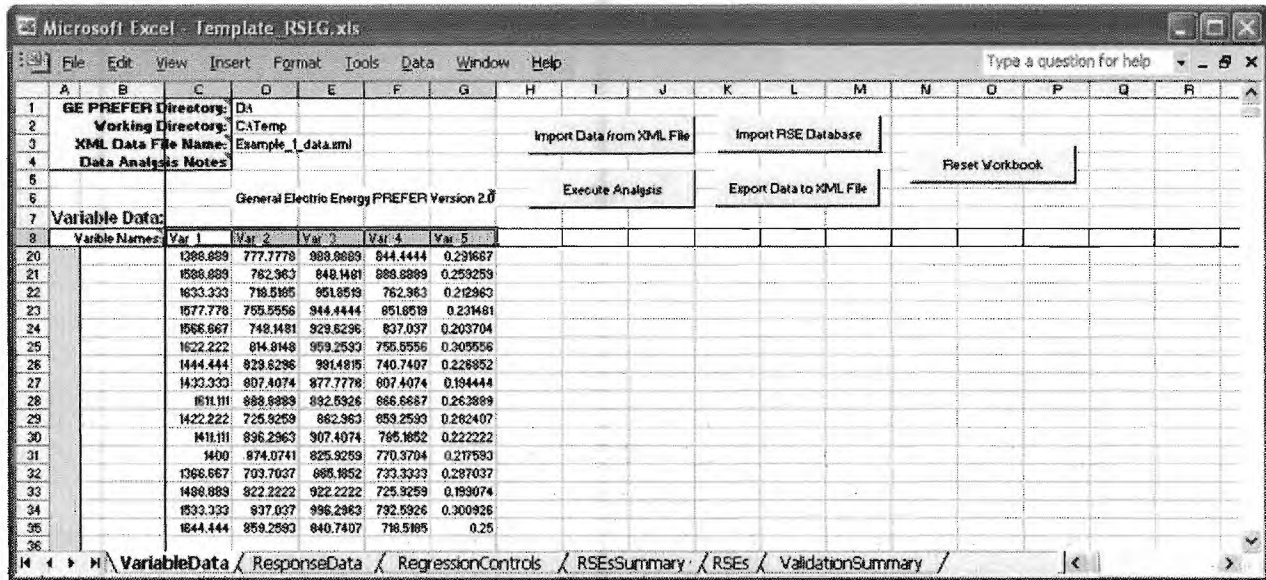 Microsoft Excel - Template_RSEG.xls
File Edit View Insert Format Tools Data Window Help Type a question for help
A B C D E F G H I J K L M N O P Q R
1 GE PREFER Directory: D:\
2 Working Directory: C:\Temp
3 XML Data File Name: Example_1_data.xml
4 Data Analysis Notes
Import Data from XML File Import RSE Database
Reset Workbook
5
6 General Electric Energy PREFER Version 2.0
Execute Analysis Export Data to XML File
7 Variable Data:
8 Varible Names: Var_1 Var_2 Var_3 Var_4 Var_5
20 1388.889 777.7778 988.8889 844.4444 0.291667
21 1588.889 762.963 848.1481 888.8889 0.259259
22 1633.333 718.5185 951.8519 762.963 0.212963
23 1577.778 755.5556 944.4444 851.8519 0.231481
24 1566.667 748.1481 929.6296 837.037 0.203704
25 1622.222 814.8148 959.2593 755.5556 0.305556
26 1444.444 829.6296 981.4815 740.7407 0.226852
27 1433.333 807.4074 877.7778 807.4074 0.194444
28 1611.111 888.8889 892.5926 866.6667 0.263889
29 1422.222 725.9259 862.963 859.2593 0.282407
30 1411.111 896.2963 907.4074 785.1852 0.222222
31 1400 874.0741 825.9259 770.3704 0.217593
32 1366.667 703.7037 885.1852 733.3333 0.287037
33 1488.889 822.2222 922.2222 725.9259 0.199074
34 1533.333 837.037 996.2963 792.5926 0.300926
35 1644.444 859.2593 840.7407 718.5185 0.25
36
VariableData ResponseData RegressionControls RSEsSummary RSEs ValidationSummary